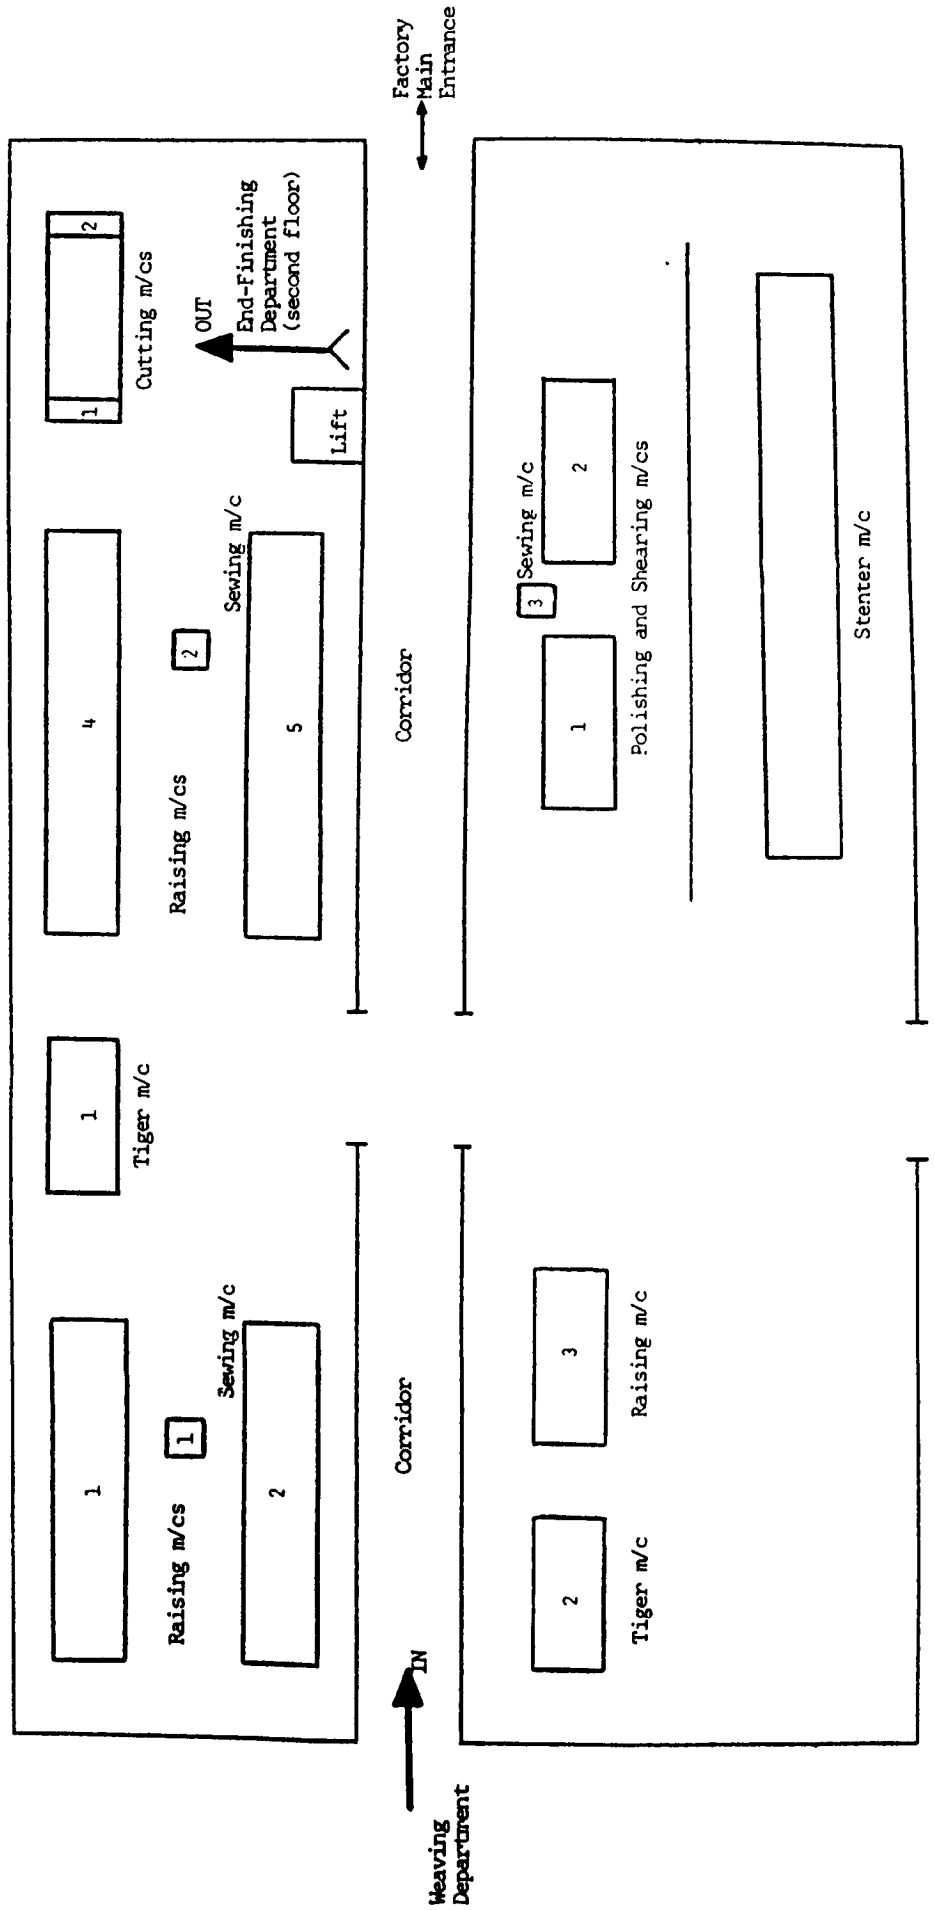 Factory
Main
Entrance
1
2
Cutting m/cs
OUT
End-Finishing
Department
(second floor)
Lift
4
2
Sewing m/c
Raising m/cs
5
Corridor
3
Sewing m/c
1
2
Polishing and Shearing m/cs
Stenter m/c
1
Tiger m/c
1
1
Sewing m/c
Raising m/cs
2
Corridor
3
Raising m/c
2
Tiger m/c
IN
Weaving
Department